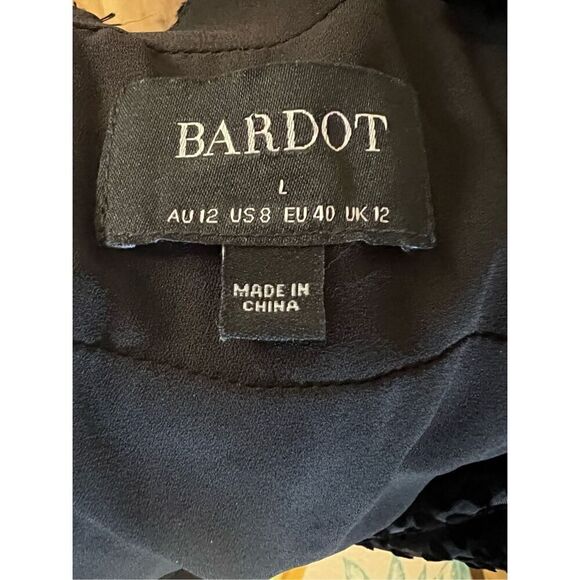 BARDOT
L
AU 12 US 8 EU 40 UK 12
MADE IN
CHINA